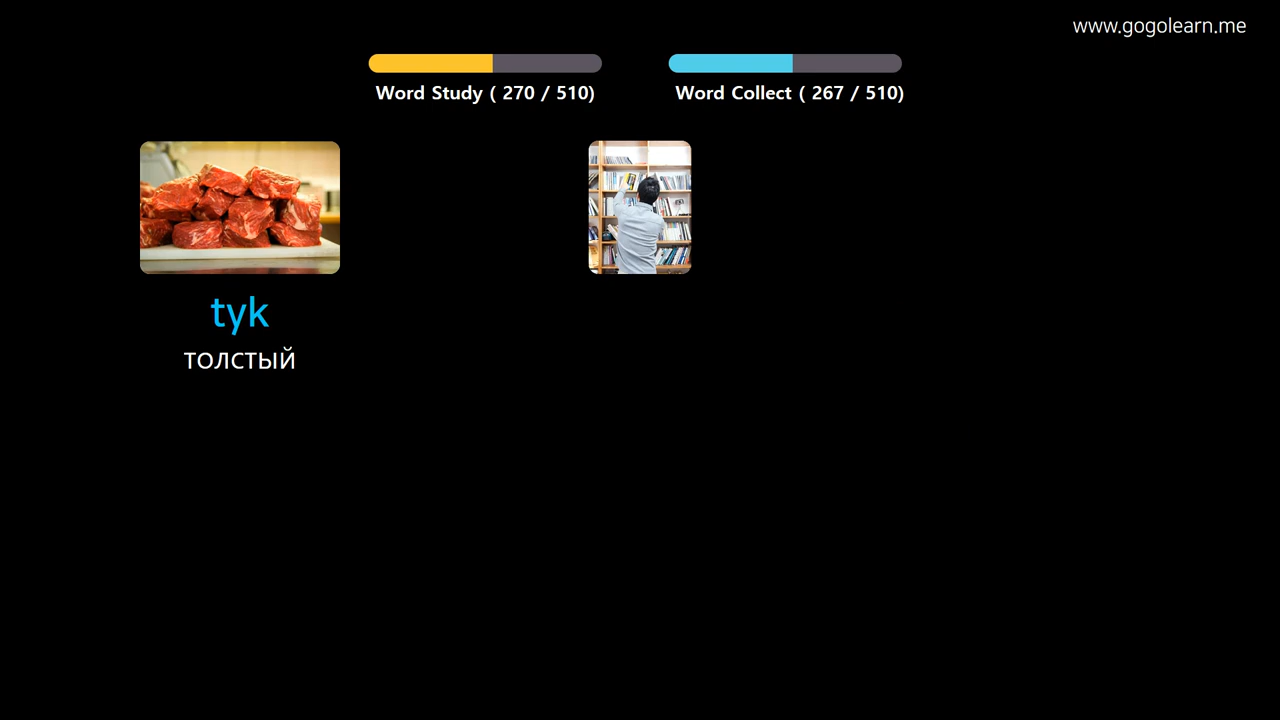 www.gogolearn.me
Word Study ( 270 / 510)
Word Collect ( 267 / 510)
tyk
толстый